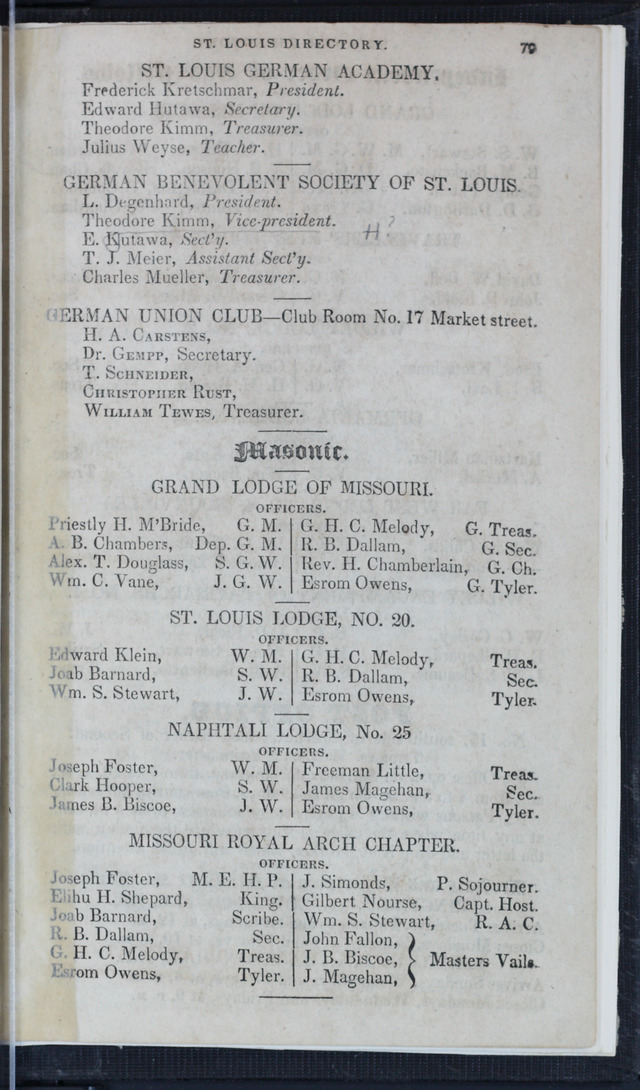 ST. LOUIS DIRECTORY. 79
ST. LOUIS GERMAN ACADEMY.
Frederick Kretschmar, President.
Edward Hutawa, Secretary.
Theodore Kimm, Treasurer.
Julius Weyse, Teacher.
GERMAN BENEVOLENT SOCIETY OF ST. LOUIS.
L. Degenhard, President.
Theodore Kimm, Vice-president.
H?
E. Kutawa, Sect'y.
T. J. Meier, Assistant Sect'y.
Charles Mueller, Treasurer.
GERMAN UNION CLUB—Club Room No. 17 Market street.
H. A. CARSTENS,
Dr. GEMPP, Secretary.
T. SCHNEIDER,
CHRISTOPHER RUST,
WILLIAM TEWES, Treasurer.
Masonic.
GRAND LODGE OF MISSOURI.
OFFICERS.
Priestly H. M'Bride, G. M. | G. H. C. Melody, G. Treas.
A. B. Chambers, Dep. G. M. | R. B. Dallam, G. Sec.
Alex. T. Douglass, S. G. W. | Rev. H. Chamberlain, G. Ch.
Wm. C. Vane, J. G. W. | Esrom Owens, G. Tyler.
ST. LOUIS LODGE, NO. 20.
OFFICERS.
Edward Klein, W. M. | G. H. C. Melody, Treas.
Joab Barnard, S. W. | R. B. Dallam, Sec.
Wm. S. Stewart, J. W. | Esrom Owens, Tyler.
NAPHTALI LODGE, No. 25
OFFICERS.
Joseph Foster, W. M. | Freeman Little, Treas.
Clark Hooper, S. W. | James Magehan, Sec.
James B. Biscoe, J. W. | Esrom Owens, Tyler.
MISSOURI ROYAL ARCH CHAPTER.
OFFICERS.
Joseph Foster, M. E. H. P. | J. Simonds, P. Sojourner.
Elihu H. Shepard, King. | Gilbert Nourse, Capt. Host.
Joab Barnard, Scribe. | Wm. S. Stewart, R. A. C.
R. B. Dallam, Sec. | John Fallon,
G. H. C. Melody, Treas. | J. B. Biscoe, } Masters Vails.
Esrom Owens, Tyler. | J. Magehan,